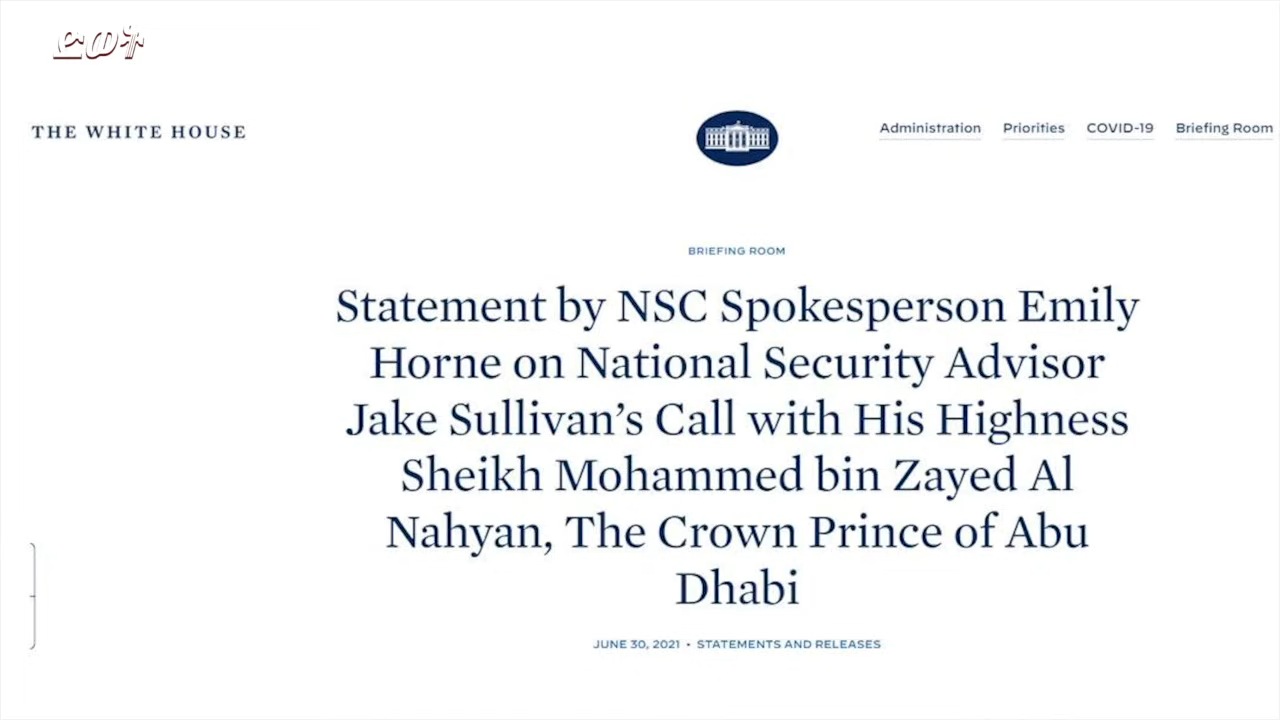 ድወት
THE WHITE HOUSE
Administration Priorities COVID-19 Briefing Room
BRIEFING ROOM
Statement by NSC Spokesperson Emily
Horne on National Security Advisor
Jake Sullivan’s Call with His Highness
Sheikh Mohammed bin Zayed Al
Nahyan, The Crown Prince of Abu
Dhabi
JUNE 30, 2021 • STATEMENTS AND RELEASES